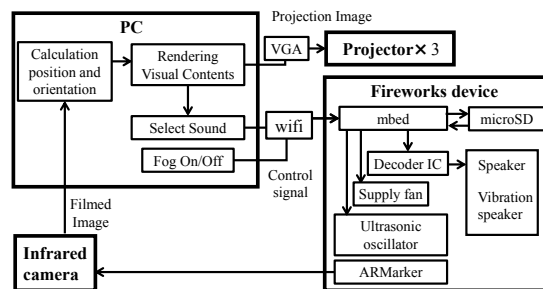 Projection Image
PC
Calculation
position and
orientation
Rendering
Visual Contents
VGA
Projector× 3
Select Sound
Fog On/Off
wifi
Control
signal
Fireworks device
mbed
microSD
Decoder IC
Speaker
Vibration
speaker
Supply fan
Ultrasonic
oscillator
ARMarker
Filmed
Image
Infrared
camera